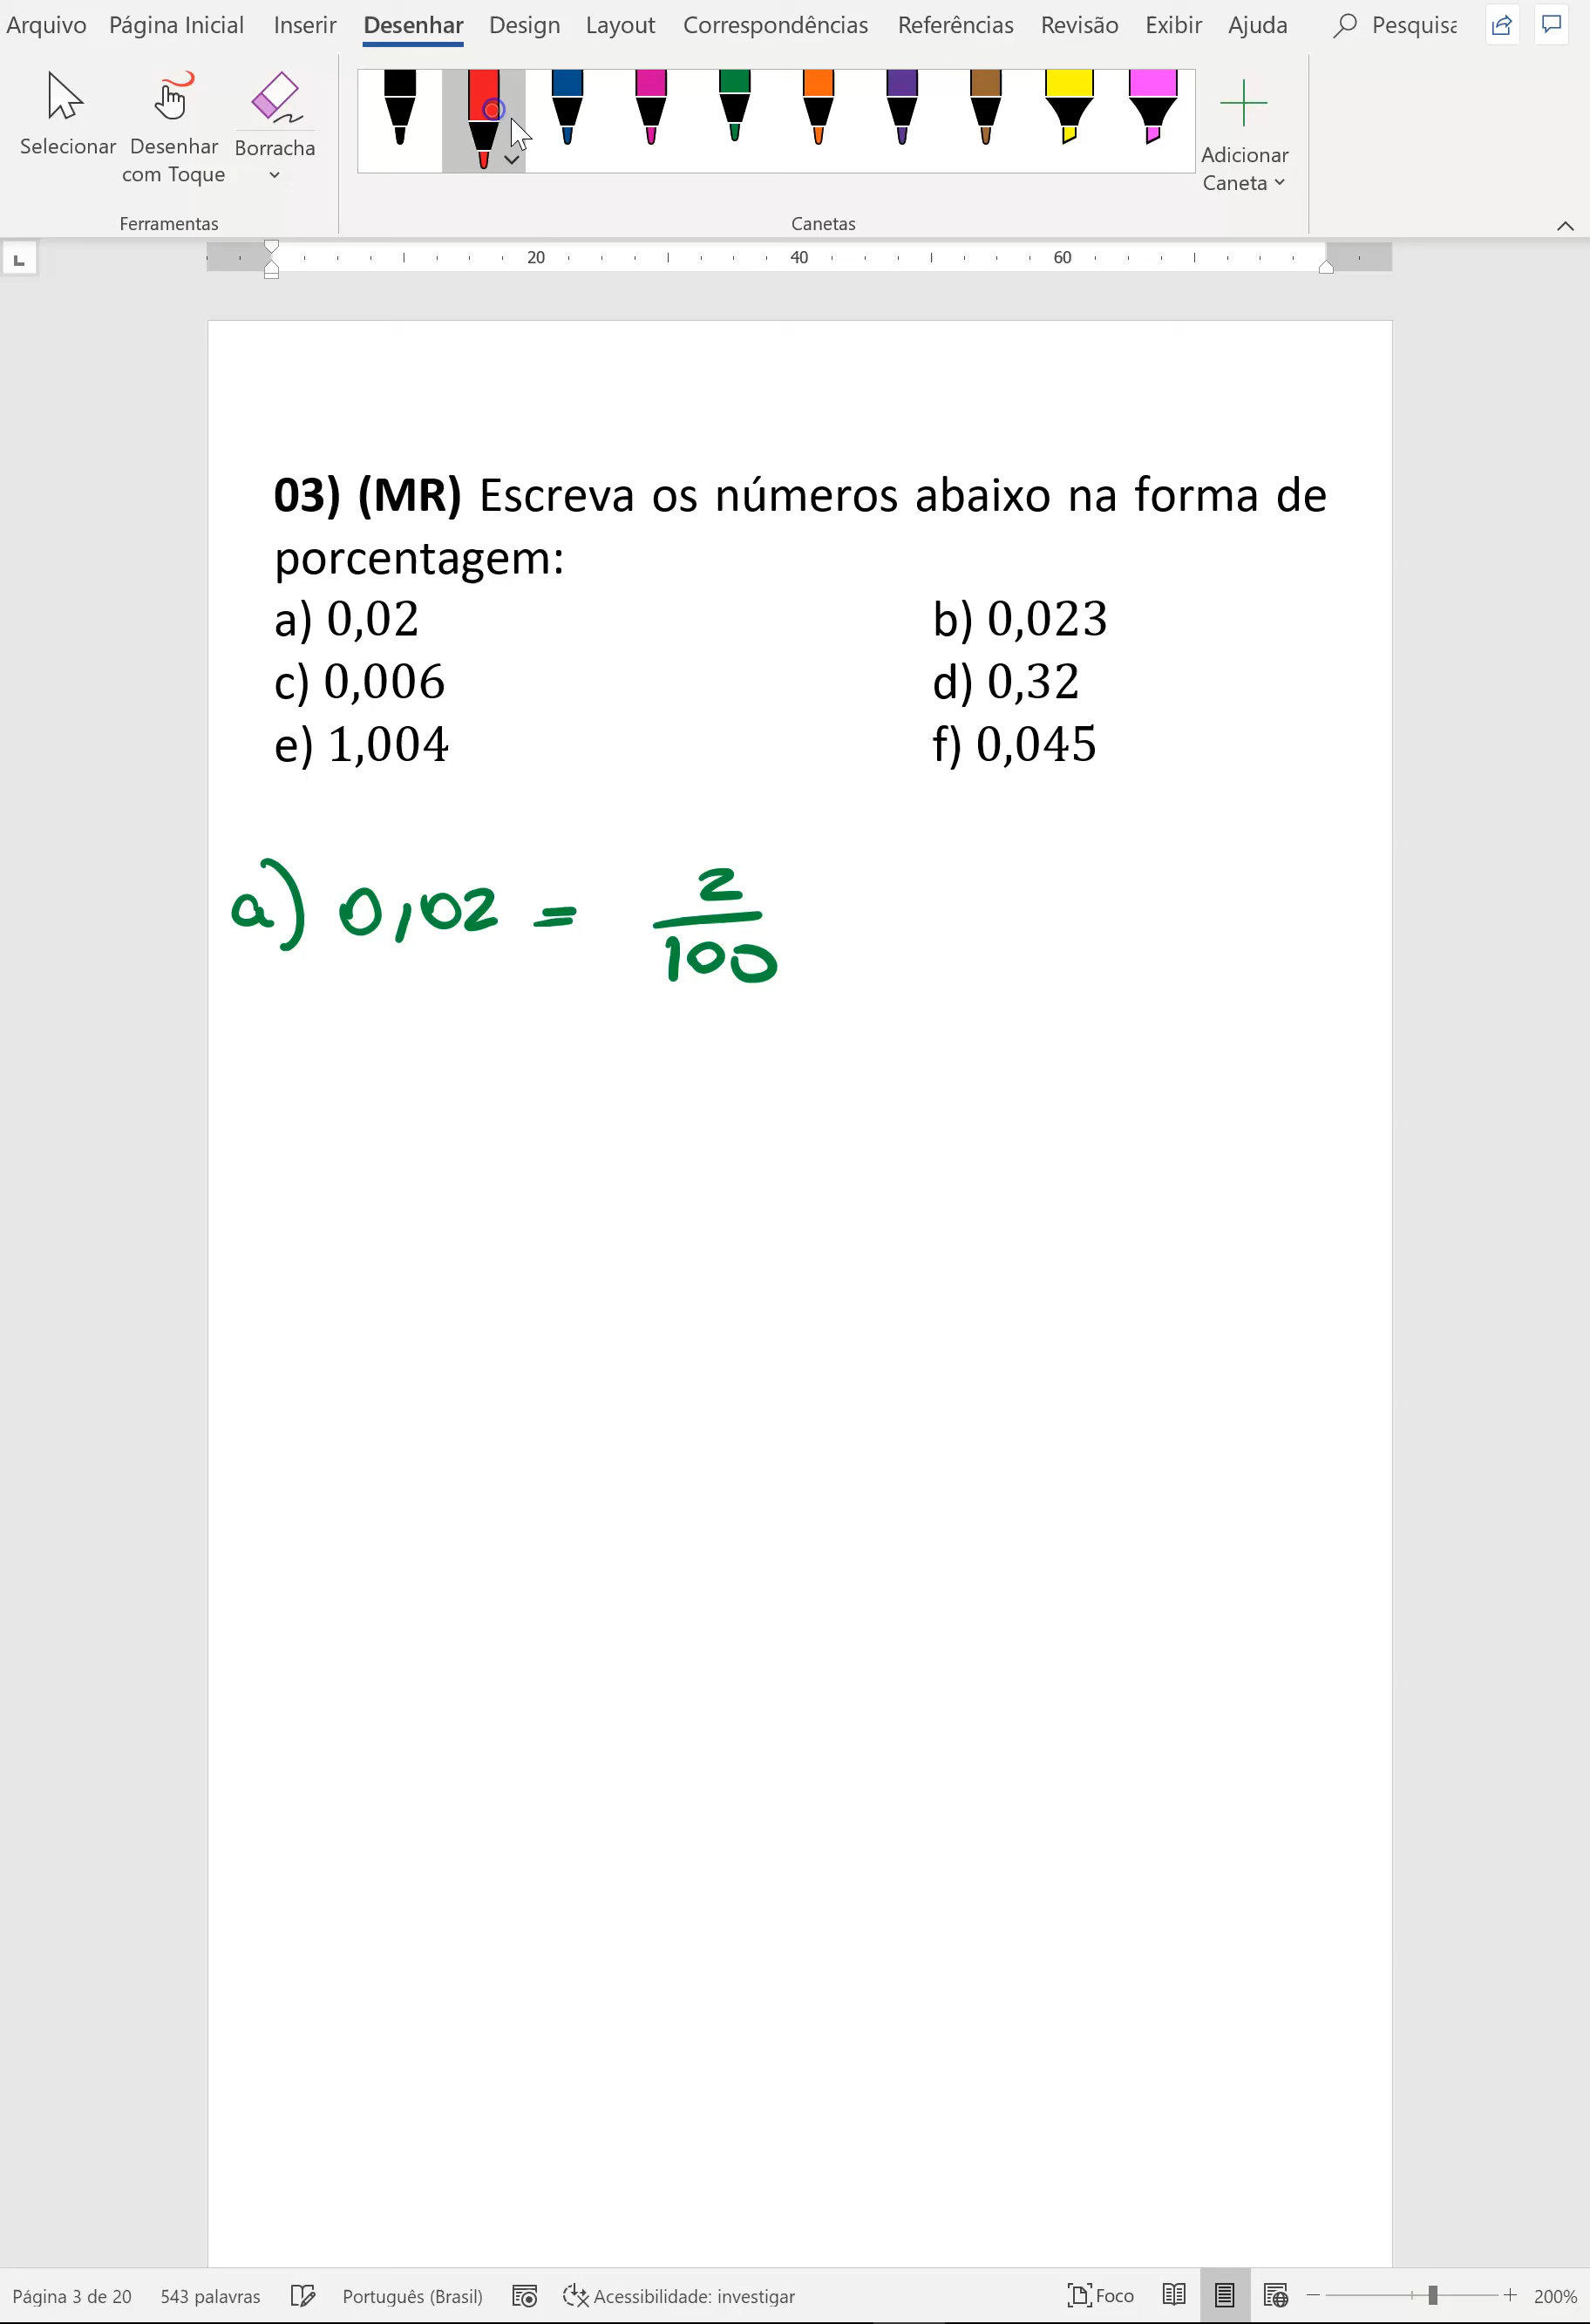 Arquivo Página Inicial Inserir Desenhar Design Layout Correspondências Referências Revisão Exibir Ajuda Pesquisa
Selecionar Desenhar com Toque Borracha
Adicionar Caneta
Ferramentas Canetas
20 40 60
03) (MR) Escreva os números abaixo na forma de
porcentagem:
a) 0,02 b) 0,023
c) 0,006 d) 0,32
e) 1,004 f) 0,045
a) 0,02 = 2/100
Página 3 de 20 543 palavras Português (Brasil) Acessibilidade: investigar Foco 200%